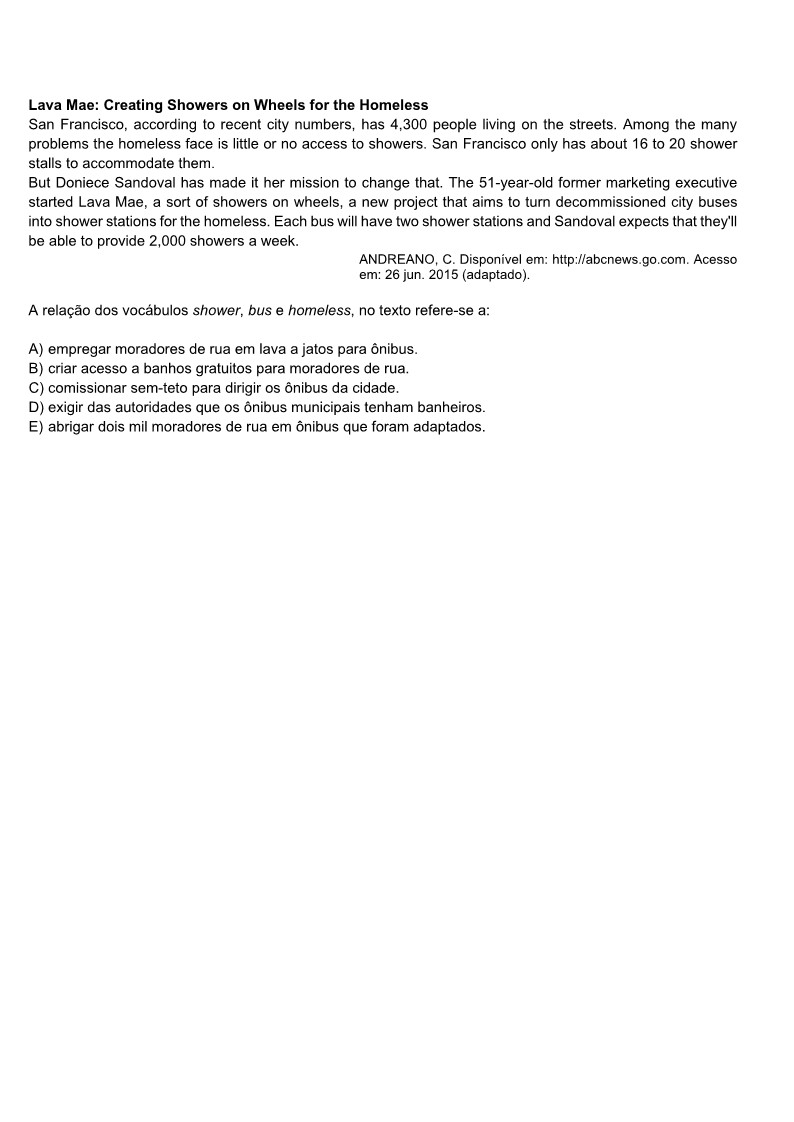 Lava Mae: Creating Showers on Wheels for the Homeless
San Francisco, according to recent city numbers, has 4,300 people living on the streets. Among the many
problems the homeless face is little or no access to showers. San Francisco only has about 16 to 20 shower
stalls to accommodate them.
But Doniece Sandoval has made it her mission to change that. The 51-year-old former marketing executive
started Lava Mae, a sort of showers on wheels, a new project that aims to turn decommissioned city buses
into shower stations for the homeless. Each bus will have two shower stations and Sandoval expects that they'll
be able to provide 2,000 showers a week.
ANDREANO, C. Disponível em: http://abcnews.go.com. Acesso
em: 26 jun. 2015 (adaptado).
A relação dos vocábulos shower, bus e homeless, no texto refere-se a:
A) empregar moradores de rua em lava a jatos para ônibus.
B) criar acesso a banhos gratuitos para moradores de rua.
C) comissionar sem-teto para dirigir os ônibus da cidade.
D) exigir das autoridades que os ônibus municipais tenham banheiros.
E) abrigar dois mil moradores de rua em ônibus que foram adaptados.